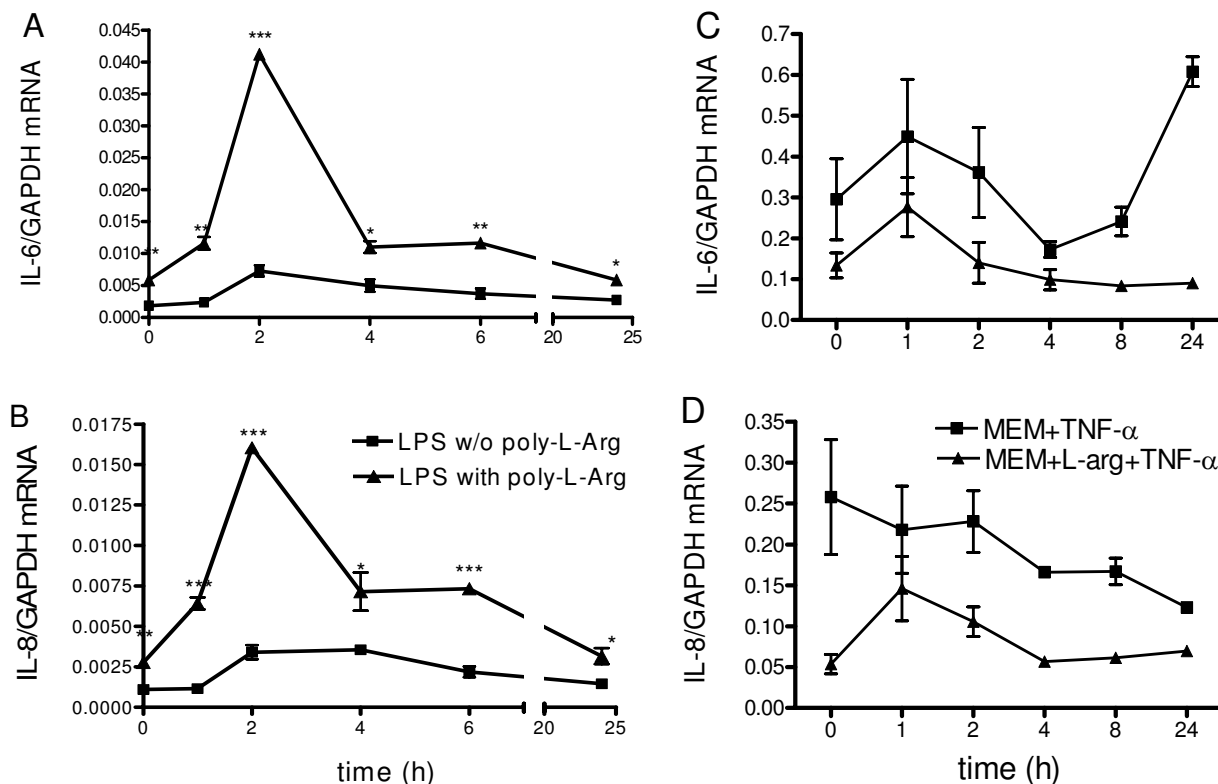 A
IL-6/GAPDH mRNA
0.045
0.040
0.035
0.030
0.025
0.020
0.015
0.010
0.005
0.000
***
**
**
*
**
*
0 2 4 6 20 25
B
IL-8/GAPDH mRNA
0.0175
0.0150
0.0125
0.0100
0.0075
0.0050
0.0025
0.0000
***
LPS w/o poly-L-Arg
LPS with poly-L-Arg
**
***
*
***
*
0 2 4 6 20 25
time (h)
C
IL-6/GAPDH mRNA
0.7
0.6
0.5
0.4
0.3
0.2
0.1
0.0
0 1 2 4 8 24
D
IL-8/GAPDH mRNA
0.35
0.30
0.25
0.20
0.15
0.10
0.05
0.00
MEM+TNF-α
MEM+L-arg+TNF-α
0 1 2 4 8 24
time (h)